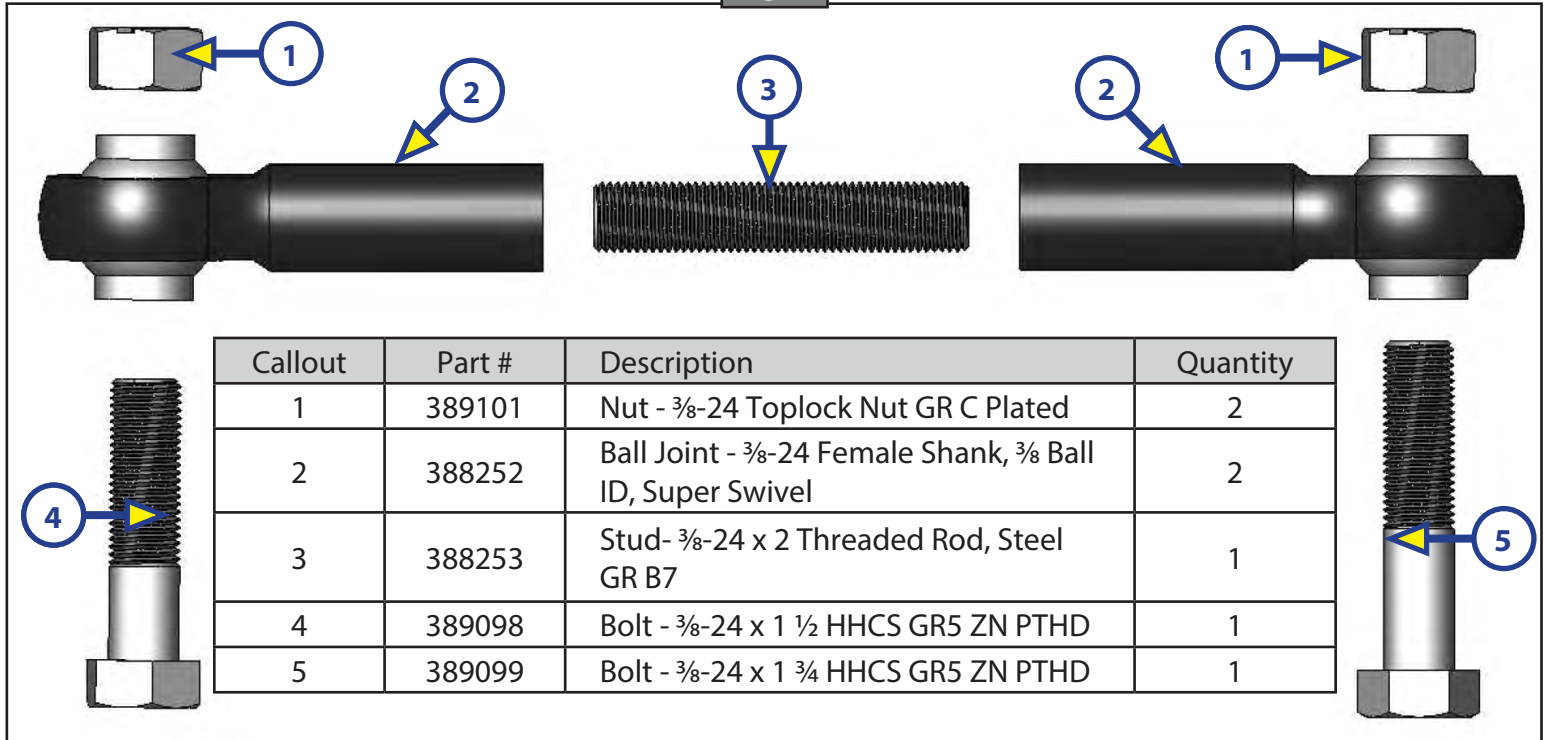 1
1
2
3
2
Callout Part # Description Quantity
1 389101 Nut - ⅜-24 Toplock Nut GR C Plated 2
2 388252 Ball Joint - ⅜-24 Female Shank, ⅜ Ball
ID, Super Swivel 2
3 388253 Stud- ⅜-24 x 2 Threaded Rod, Steel
GR B7 1
4 389098 Bolt - ⅜-24 x 1 ½ HHCS GR5 ZN PTHD 1
5 389099 Bolt - ⅜-24 x 1 ¾ HHCS GR5 ZN PTHD 1
4
5